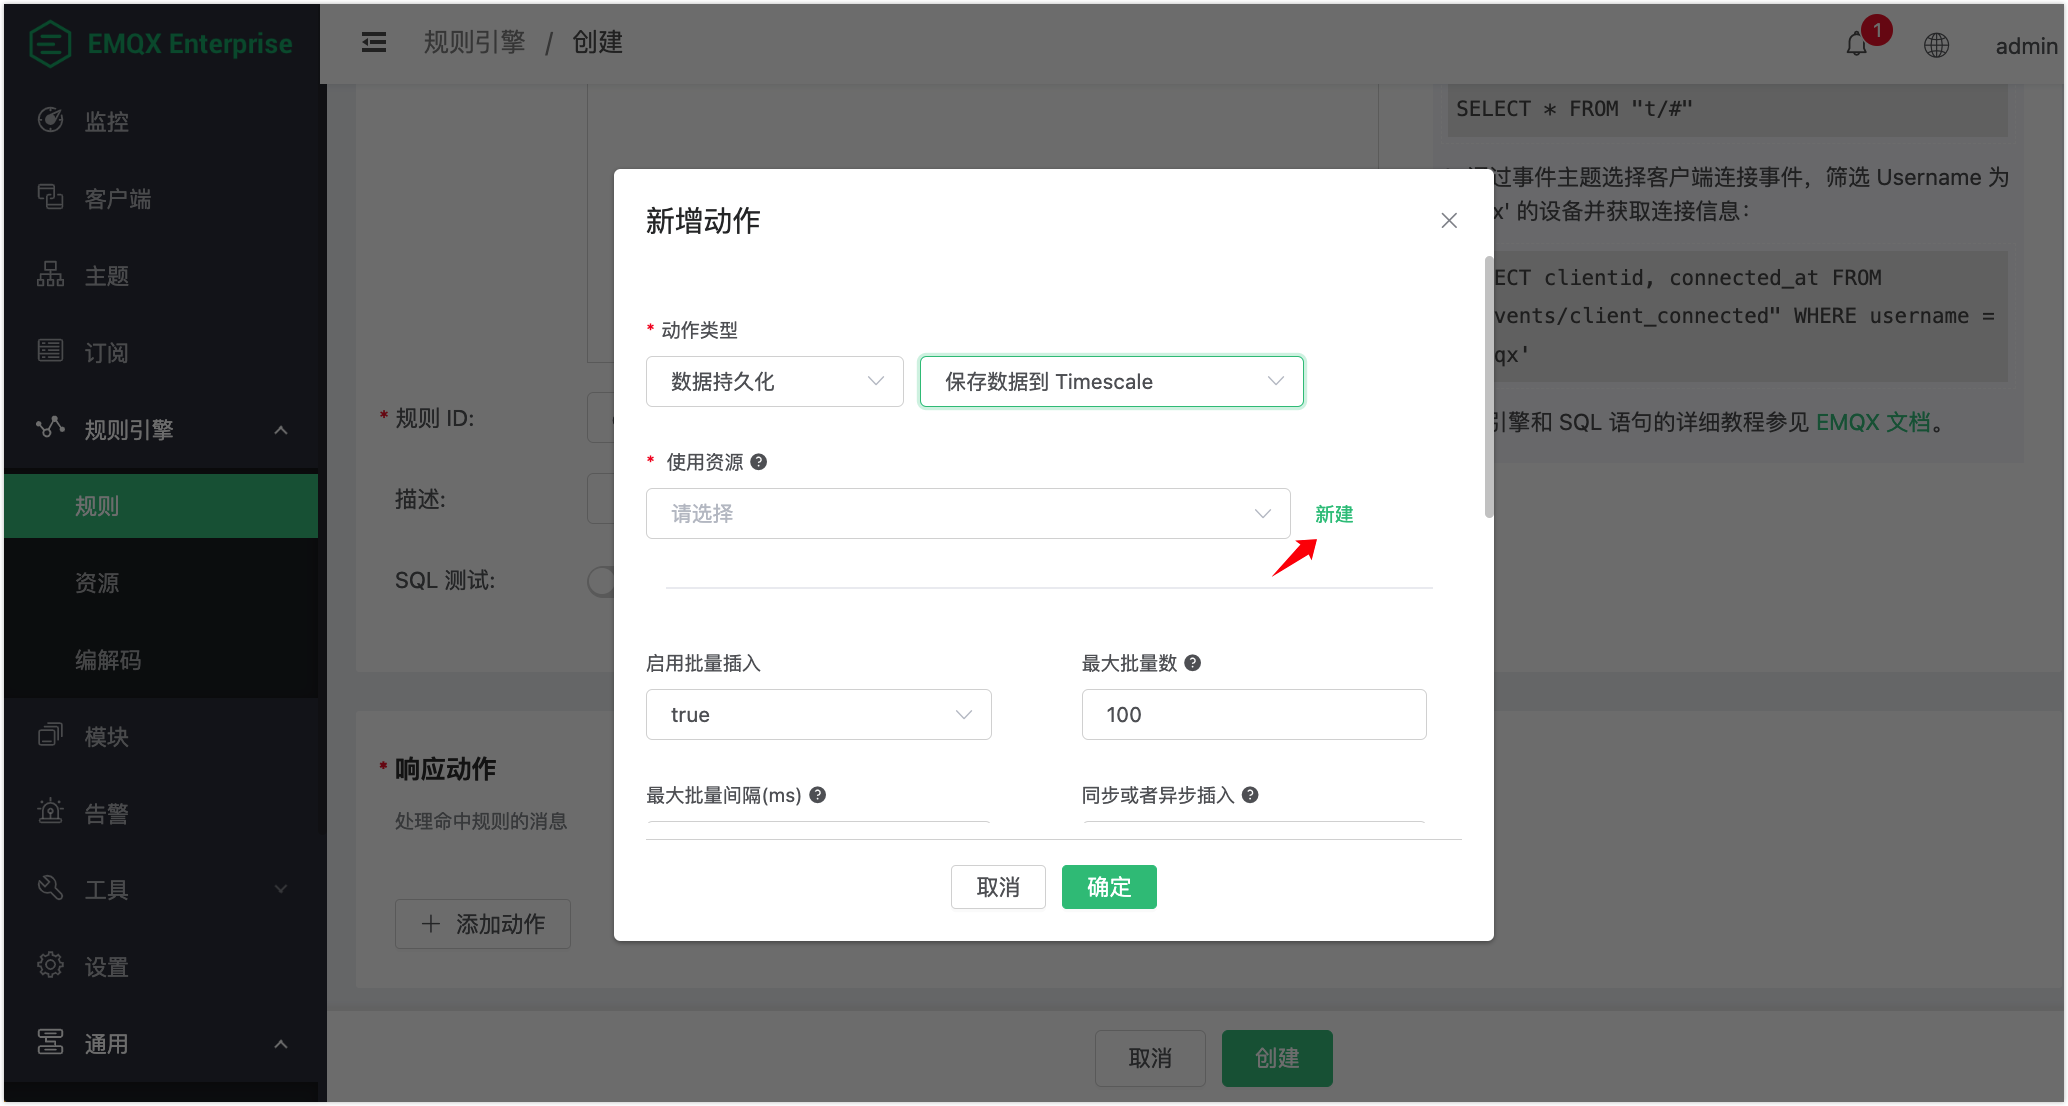 EMQX Enterprise
规则引擎 / 创建
1
admin
监控
客户端
主题
订阅
规则引擎
规则
资源
编解码
模块
告警
工具
设置
通用
SELECT * FROM "t/#"
过事件主题选择客户端连接事件，筛选 Username 为
x' 的设备并获取连接信息：
ECT clientid, connected_at FROM
vents/client_connected" WHERE username =
qx'
引擎和 SQL 语句的详细教程参见 EMQX 文档。
* 规则 ID:
描述:
SQL 测试:
* 响应动作
处理命中规则的消息
+ 添加动作
新增动作
* 动作类型
数据持久化
保存数据到 Timescale
* 使用资源 ?
请选择
新建
启用批量插入
最大批量数 ?
true
100
最大批量间隔(ms) ?
同步或者异步插入 ?
取消
确定
取消
创建